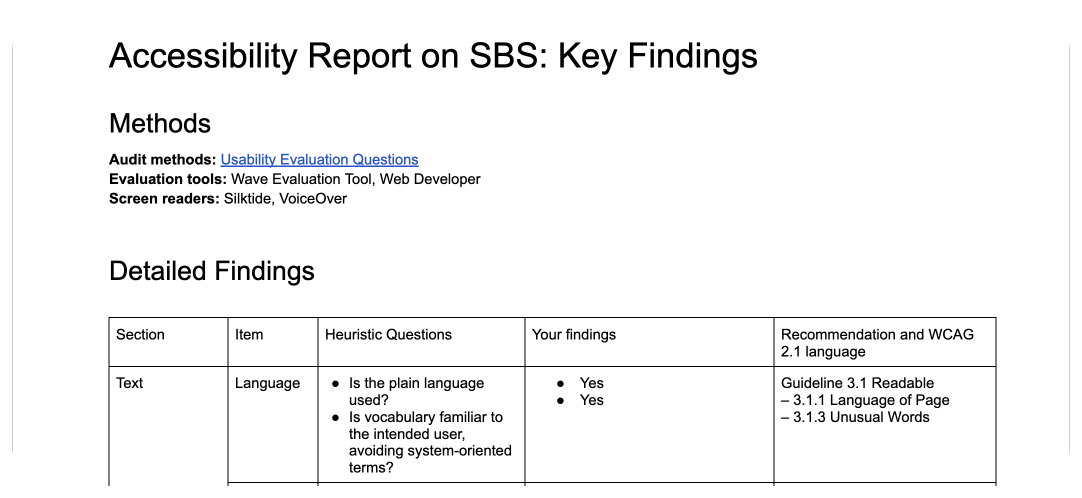 Accessibility Report on SBS: Key Findings
Methods
Audit methods: Usability Evaluation Questions
Evaluation tools: Wave Evaluation Tool, Web Developer
Screen readers: Silktide, VoiceOver
Detailed Findings
Section
Item
Heuristic Questions
Your findings
Recommendation and WCAG
2.1 language
Text
Language
● Is the plain language
used?
● Is vocabulary familiar to
the intended user,
avoiding system-oriented
terms?
● Yes
● Yes
Guideline 3.1 Readable
– 3.1.1 Language of Page
– 3.1.3 Unusual Words